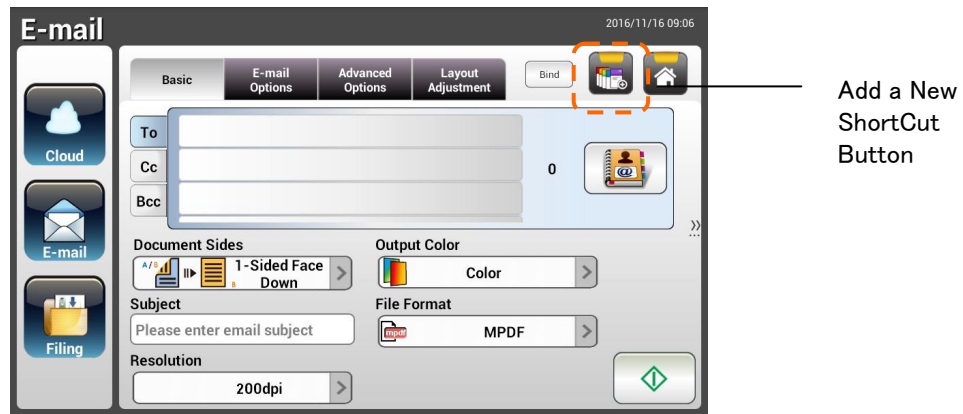 E-mail
2016/11/16 09:06
Basic
E-mail
Options
Advanced
Options
Layout
Adjustment
Bind
Add a New
ShortCut
Button
Cloud
E-mail
Filing
To
Cc
Bcc
0
@
Document Sides
A/B
B
1-Sided Face
Down
Output Color
Color
Subject
Please enter email subject
File Format
mpdf
MPDF
Resolution
200dpi